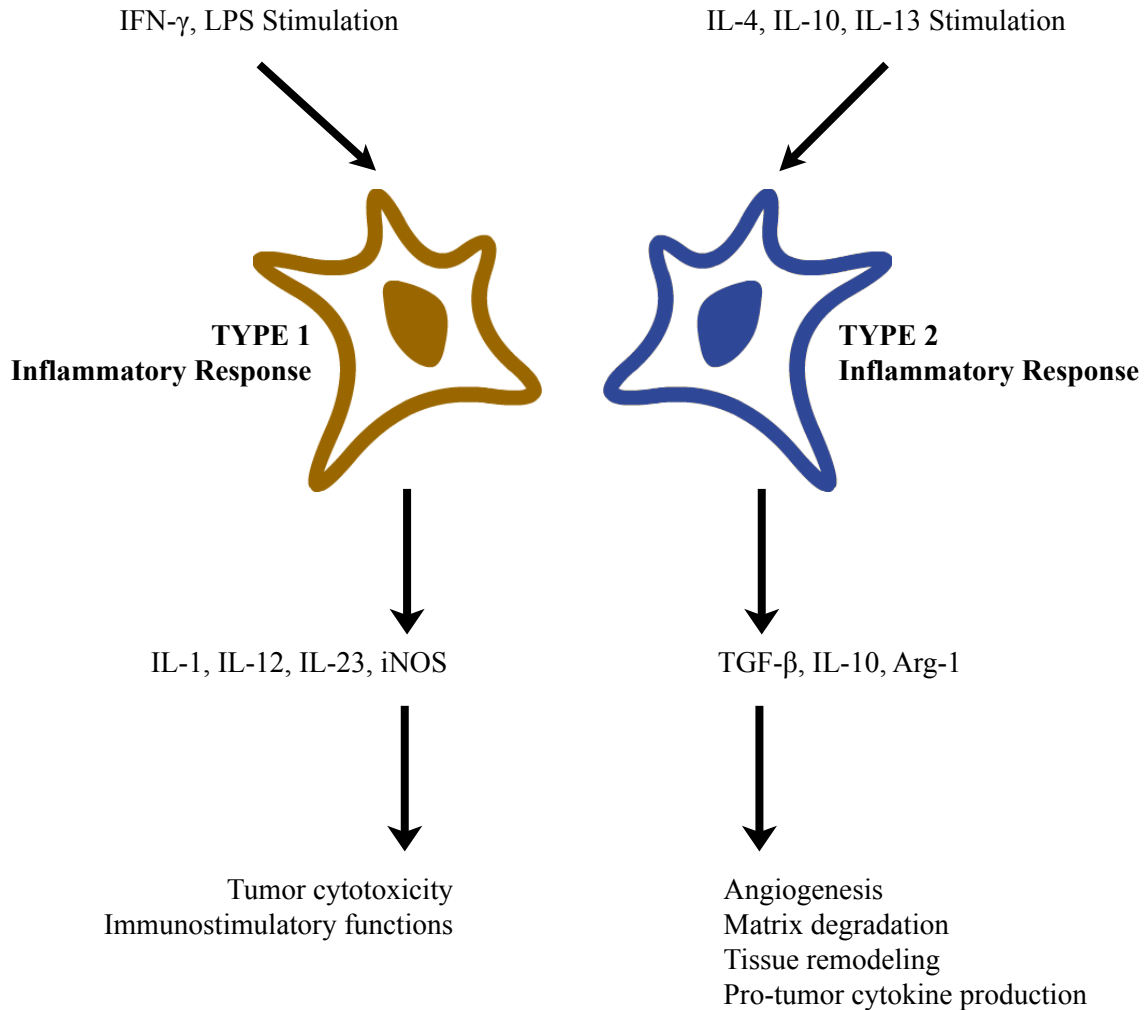 IFN-γ, LPS Stimulation
IL-4, IL-10, IL-13 Stimulation
TYPE 1
Inflammatory Response
TYPE 2
Inflammatory Response
IL-1, IL-12, IL-23, iNOS
TGF-β, IL-10, Arg-1
Tumor cytotoxicity
Immunostimulatory functions
Angiogenesis
Matrix degradation
Tissue remodeling
Pro-tumor cytokine production